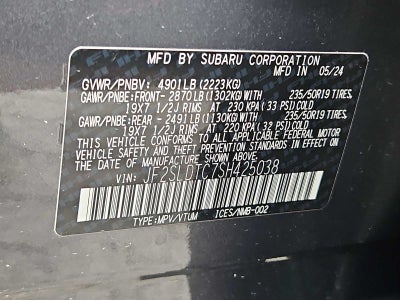 MFD BY SUBARU CORPORATION
MADE IN 05/24
GVWR/PNBV: 4901LB(2223KG)
GAWR/PNBE:FRONT- 2870LB(1302KG)WITH 235/50R19 TIRES
19X7 1/2J RIMS AT 230 KPA(33 PSI)COLD
GAWR/PNBE:REAR - 2491LB(1130KG)WITH 235/50R19 TIRES
19X7 1/2J RIMS AT 220 KPA(33 PSI)COLD
THIS VEHICLE CONFORMS TO ALL APPLICABLE FEDERAL MOTOR
VEHICLE SAFETY AND BUMPER STANDARDS IN EFFECT ON
THE DATE OF MANUFACTURE SHOWN ABOVE.
VIN: JF2SLDTC7SH425038
TYPE:MPV/VTUM ICES/NMB-002